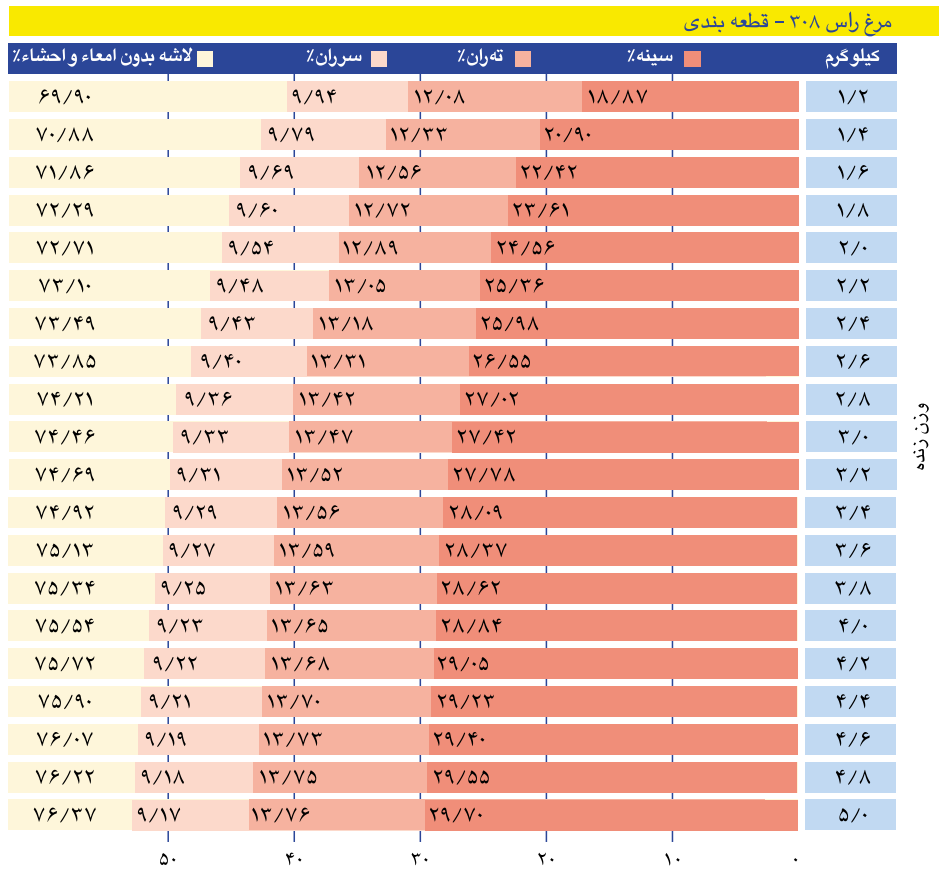 مرغ راس ۳۰۸ – قطعه بندی
کیلوگرم سینه٪ ته‌ران٪ سرران٪ لاشه بدون امعاء و احشاء٪
۱/۲ ۱۸/۸۷ ۱۲/۰۸ ۹/۹۴ ۶۹/۹۰
۱/۴ ۲۰/۹۰ ۱۲/۳۳ ۹/۷۹ ۷۰/۸۸
۱/۶ ۲۲/۴۲ ۱۲/۵۶ ۹/۶۹ ۷۱/۸۶
۱/۸ ۲۳/۶۱ ۱۲/۷۲ ۹/۶۰ ۷۲/۲۹
۲/۰ ۲۴/۵۶ ۱۲/۸۹ ۹/۵۴ ۷۲/۷۱
۲/۲ ۲۵/۳۶ ۱۳/۰۵ ۹/۴۸ ۷۳/۱۰
۲/۴ ۲۵/۹۸ ۱۳/۱۸ ۹/۴۳ ۷۳/۴۹
۲/۶ ۲۶/۵۵ ۱۳/۳۱ ۹/۴۰ ۷۳/۸۵
۲/۸ ۲۷/۰۲ ۱۳/۴۲ ۹/۳۶ ۷۴/۲۱
۳/۰ ۲۷/۴۲ ۱۳/۴۷ ۹/۳۳ ۷۴/۴۶
۳/۲ ۲۷/۷۸ ۱۳/۵۲ ۹/۳۱ ۷۴/۶۹
۳/۴ ۲۸/۰۹ ۱۳/۵۶ ۹/۲۹ ۷۴/۹۲
۳/۶ ۲۸/۳۷ ۱۳/۵۹ ۹/۲۷ ۷۵/۱۳
۳/۸ ۲۸/۶۲ ۱۳/۶۳ ۹/۲۵ ۷۵/۳۴
۴/۰ ۲۸/۸۴ ۱۳/۶۵ ۹/۲۳ ۷۵/۵۴
۴/۲ ۲۹/۰۵ ۱۳/۶۸ ۹/۲۲ ۷۵/۷۲
۴/۴ ۲۹/۲۳ ۱۳/۷۰ ۹/۲۱ ۷۵/۹۰
۴/۶ ۲۹/۴۰ ۱۳/۷۳ ۹/۱۹ ۷۶/۰۷
۴/۸ ۲۹/۵۵ ۱۳/۷۵ ۹/۱۸ ۷۶/۲۲
۵/۰ ۲۹/۷۰ ۱۳/۷۶ ۹/۱۷ ۷۶/۳۷
۰ ۱۰ ۲۰ ۳۰ ۴۰ ۵۰
وزن زنده